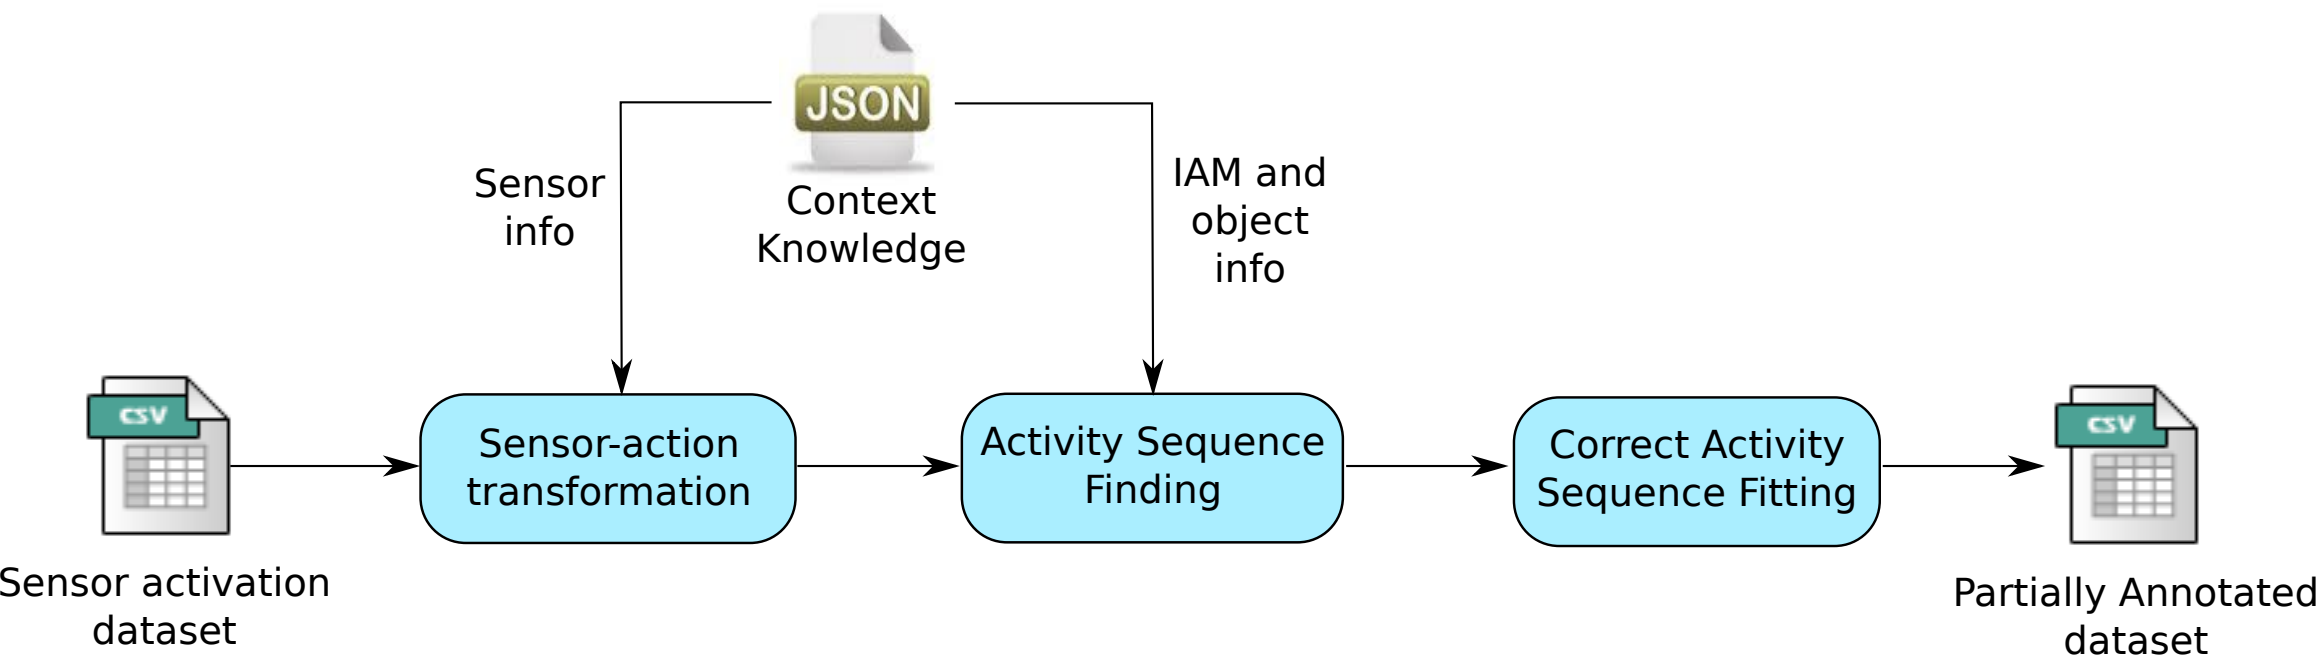 JSON
Context
Knowledge
Sensor
info
IAM and
object
info
CSV
Sensor activation
dataset
Sensor-action
transformation
Activity Sequence
Finding
Correct Activity
Sequence Fitting
CSV
Partially Annotated
dataset